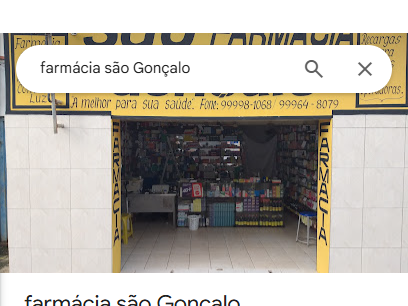 SÃO FARMÁCIA
Farmácia
Recargas
farmácia são Gonçalo
Luz
A melhor para sua saúde. Fone: 99998-1068 / 99964-8079
FARMÁCIA
FARMÁCIA
farmácia são Gonçalo